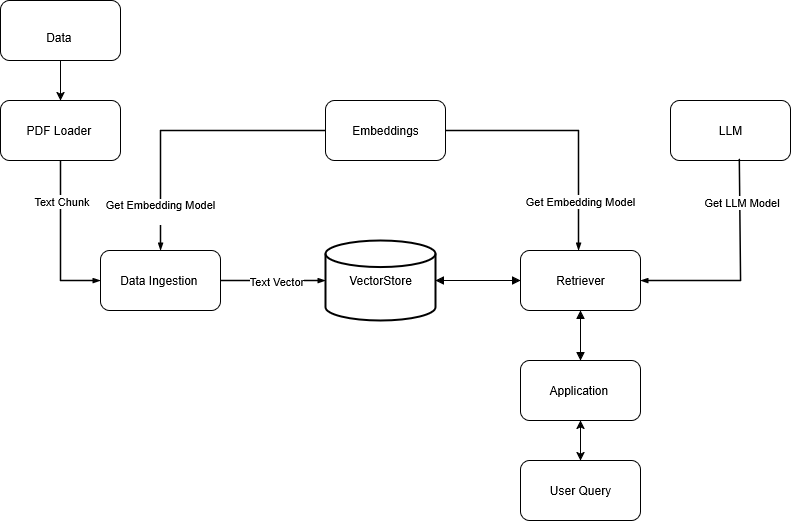 Data
PDF Loader
Embeddings
LLM
Text Chunk
Get Embedding Model
Get Embedding Model
Get LLM Model
Data Ingestion
Text Vector
VectorStore
Retriever
Application
User Query